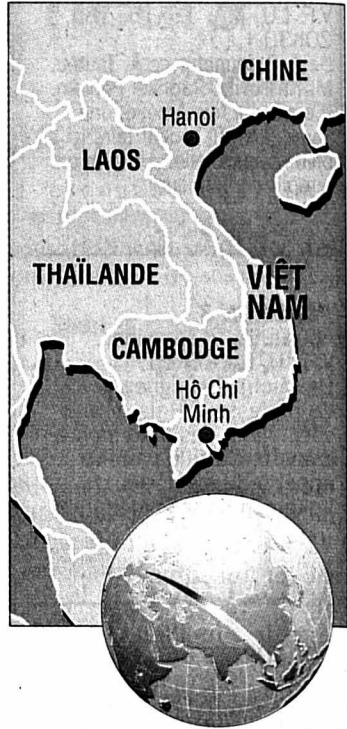 CHINE
Hanoi
LAOS
THAÏLANDE
VIÊT
NAM
CAMBODGE
Hô Chi
Minh